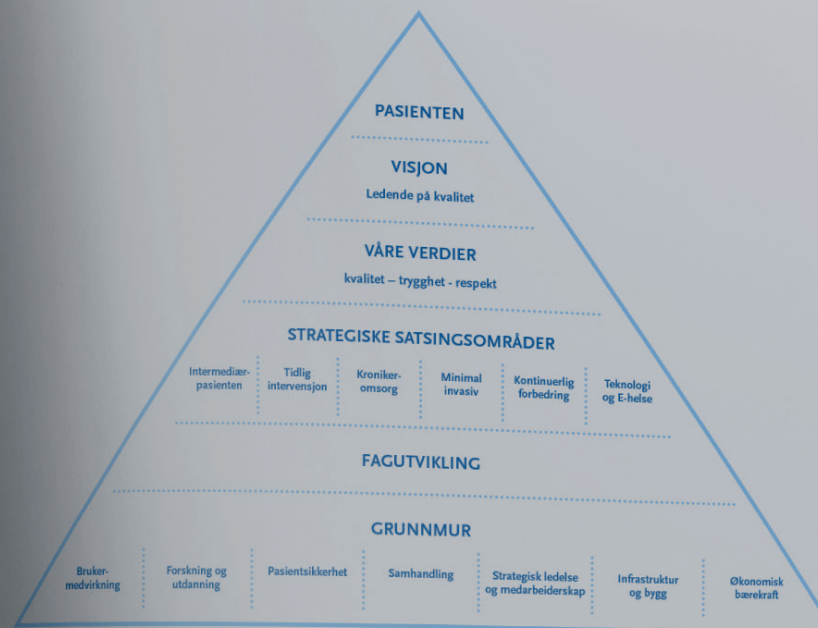 PASIENTEN
VISJON
Ledende på kvalitet
VÅRE VERDIER
kvalitet – trygghet - respekt
STRATEGISKE SATSINGSOMRÅDER
Intermediær-
pasienten
Tidlig
intervensjon
Kroniker-
omsorg
Minimal
invasiv
Kontinuerlig
forbedring
Teknologi
og E-helse
FAGUTVIKLING
GRUNNMUR
Bruker-
medvirkning
Forskning og
utdanning
Pasientsikkerhet
Samhandling
Strategisk ledelse
og medarbeiderskap
Infrastruktur
og bygg
Økonomisk
bærekraft